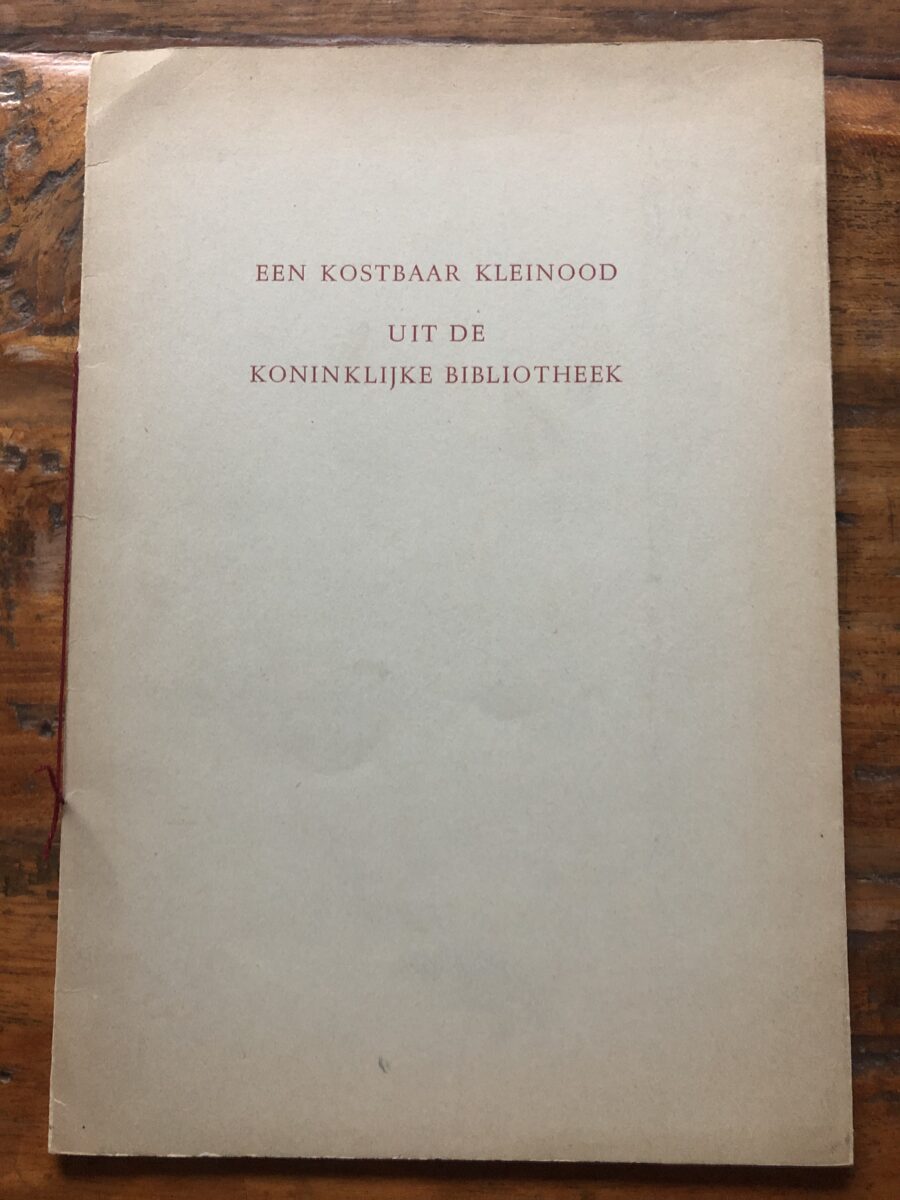 EEN KOSTBAAR KLEINOOD
UIT DE
KONINKLIJKE BIBLIOTHEEK